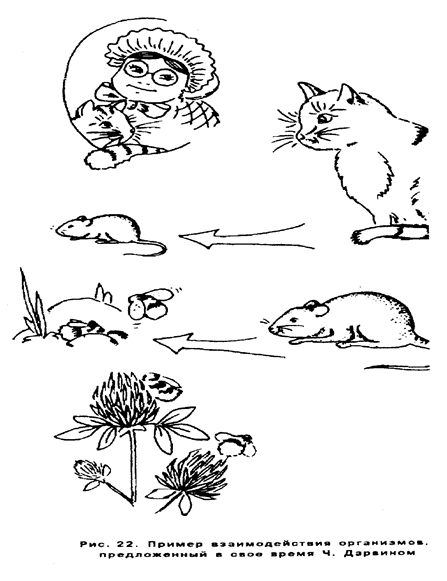 Рис. 22. Пример взаимодействия организмов,
предложенный в свое время Ч. Дарвином